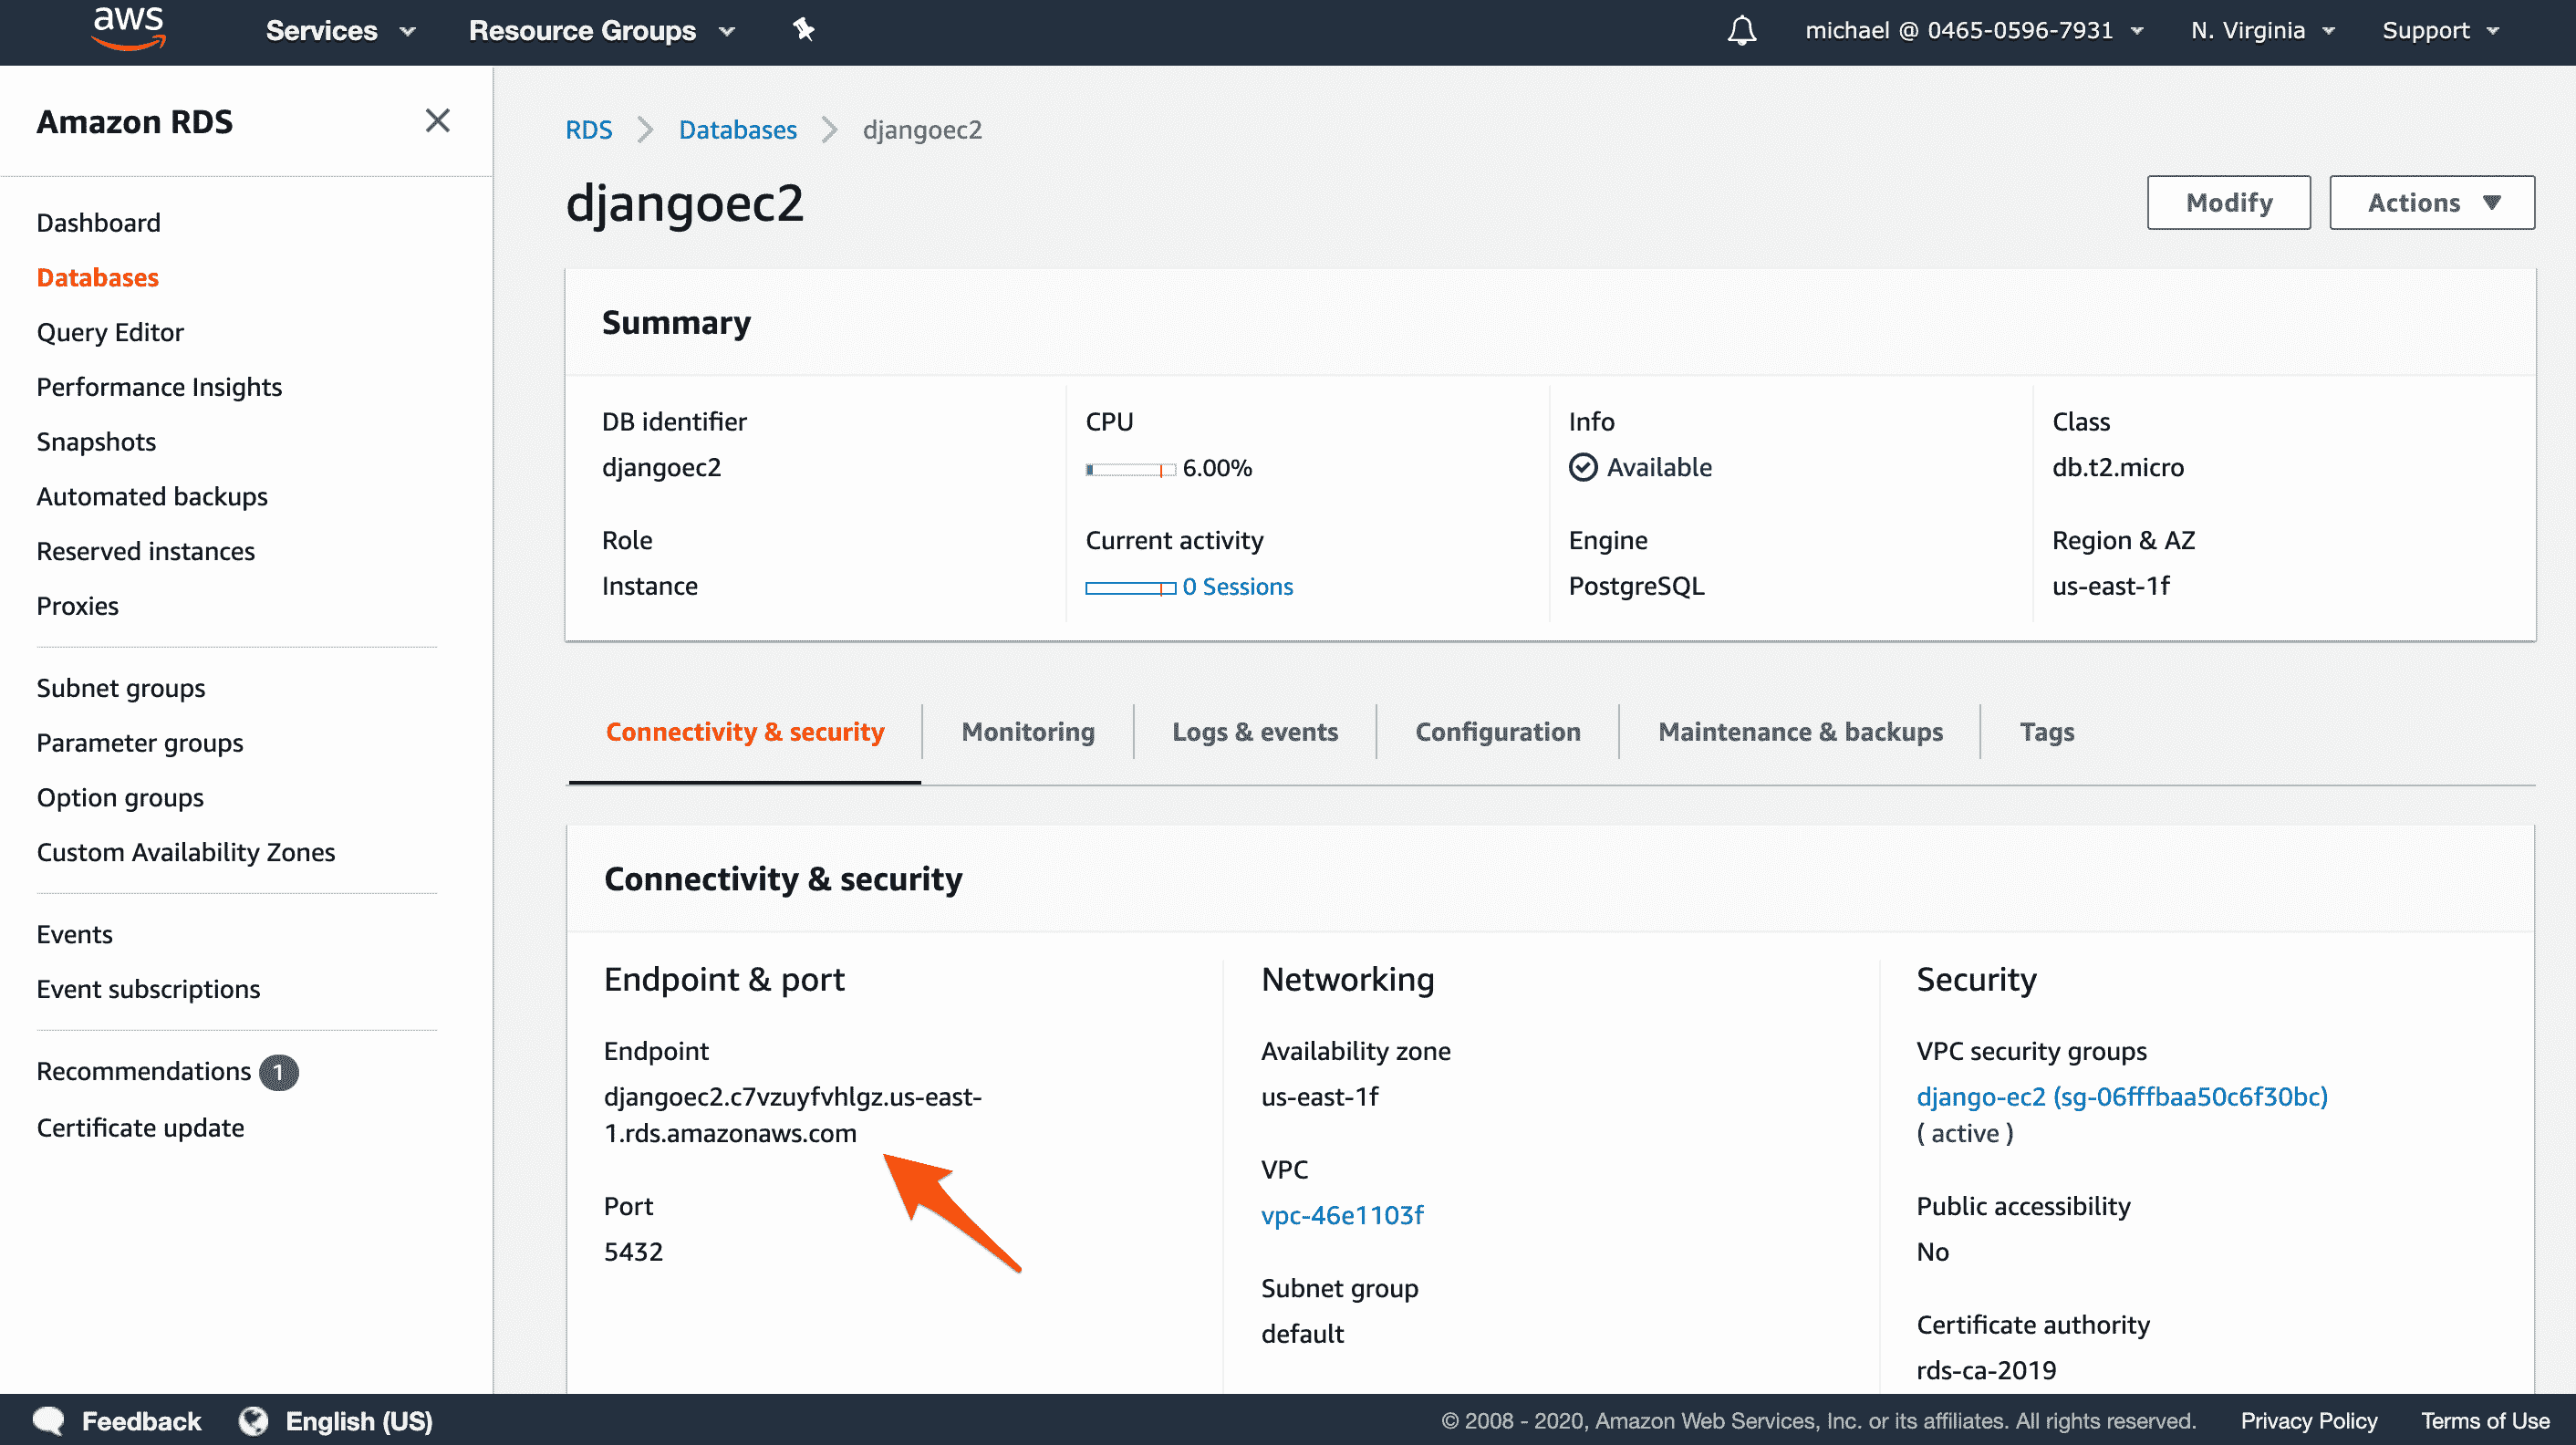 aws
Services
Resource Groups
michael @ 0465-0596-7931
N. Virginia
Support
Amazon RDS
Dashboard
Databases
Query Editor
Performance Insights
Snapshots
Automated backups
Reserved instances
Proxies
Subnet groups
Parameter groups
Option groups
Custom Availability Zones
Events
Event subscriptions
Recommendations 1
Certificate update
RDS
Databases
djangoec2
djangoec2
Modify
Actions
Summary
DB identifier
djangoec2
CPU
6.00%
Info
Available
Class
db.t2.micro
Role
Instance
Current activity
0 Sessions
Engine
PostgreSQL
Region & AZ
us-east-1f
Connectivity & security
Monitoring
Logs & events
Configuration
Maintenance & backups
Tags
Connectivity & security
Endpoint & port
Endpoint
djangoec2.c7vzuyfvhlgz.us-east-
1.rds.amazonaws.com
Port
5432
Networking
Availability zone
us-east-1f
VPC
vpc-46e1103f
Subnet group
default
Security
VPC security groups
django-ec2 (sg-06fffbaa50c6f30bc)
( active )
Public accessibility
No
Certificate authority
rds-ca-2019
Feedback
English (US)
© 2008 - 2020, Amazon Web Services, Inc. or its affiliates. All rights reserved.
Privacy Policy
Terms of Use